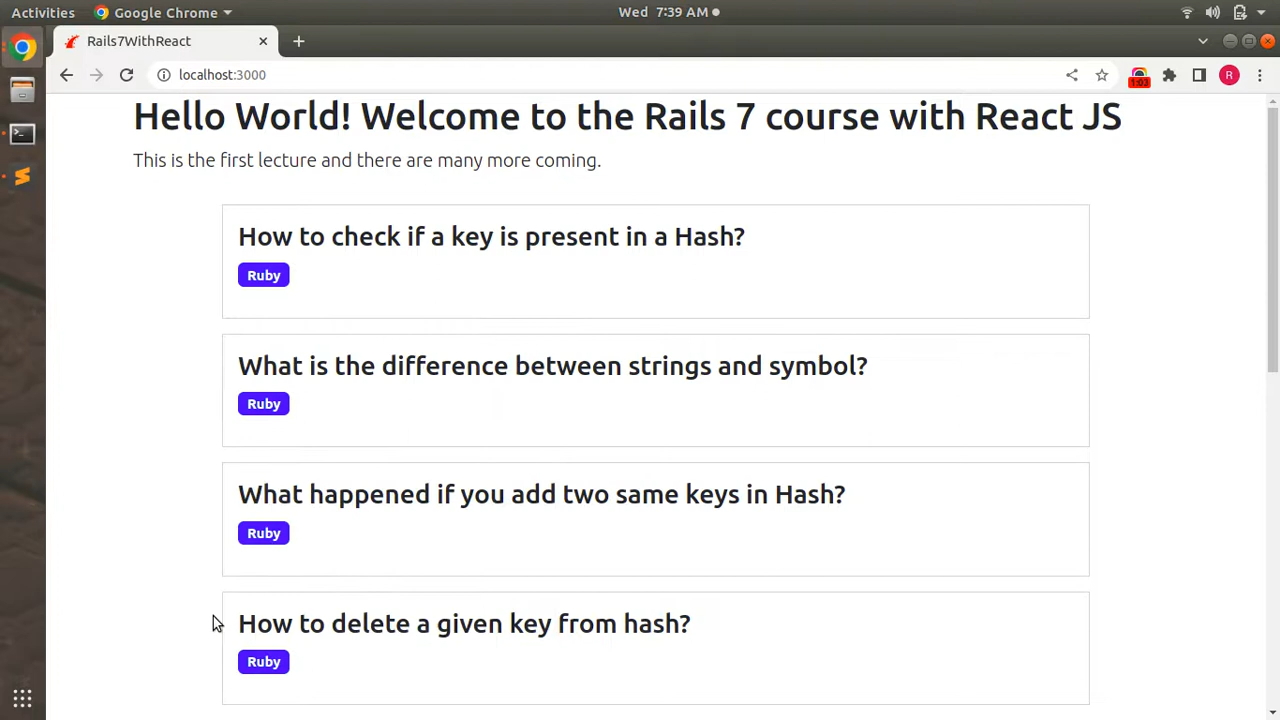 Activities
Google Chrome
Wed 7:39 AM
Rails7WithReact
localhost:3000
1:03
R
Hello World! Welcome to the Rails 7 course with React JS
This is the first lecture and there are many more coming.
How to check if a key is present in a Hash?
Ruby
What is the difference between strings and symbol?
Ruby
What happened if you add two same keys in Hash?
Ruby
How to delete a given key from hash?
Ruby